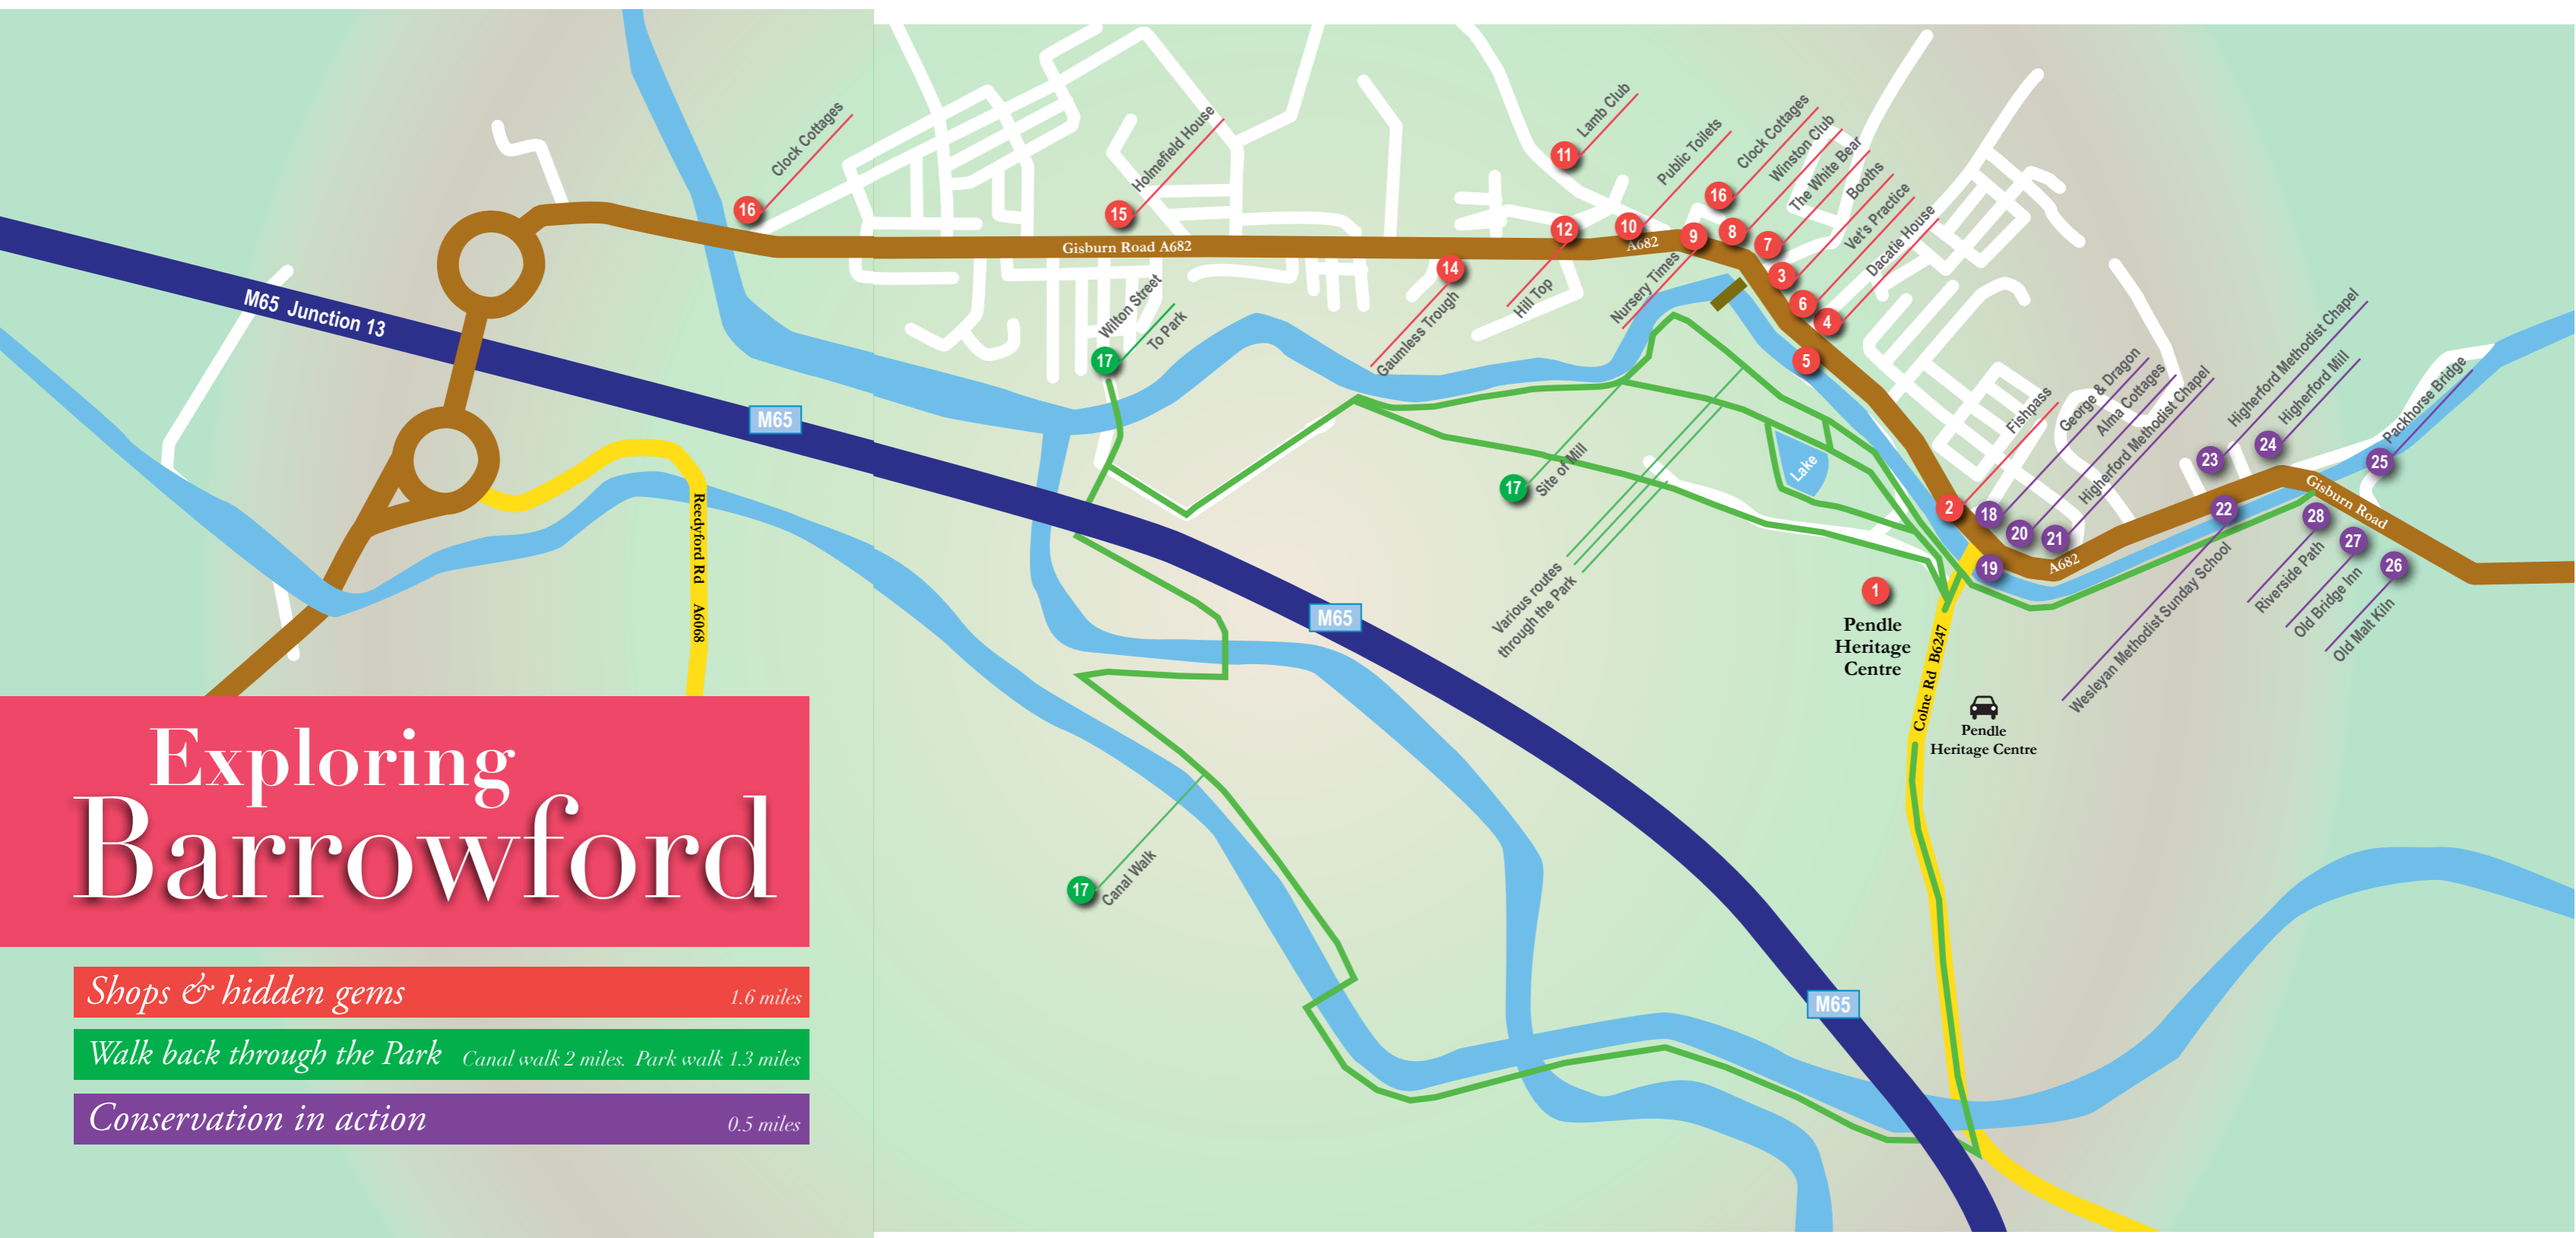 M65 Junction 13
16
Clock Cottages
15
Holmefield House
Gisburn Road A682
Wilton Street
17
To Park
14
Gaumless Trough
11
Lamb Club
12
Hill Top
10
Public Toilets
A682
9
Nursery Times
16
Clock Cottages
8
Winston Club
7
The White Bear
3
Booths
6
Vet's Practice
4
Dacatie House
5
2
Fishpass
18
George & Dragon
20
Alma Cottages
21
Higherford Methodist Chapel
19
A682
23
Higherford Methodist Chapel
24
Higherford Mill
25
Packhorse Bridge
Gisburn Road
22
Wesleyan Methodist Sunday School
28
Riverside Path
27
Old Bridge Inn
26
Old Malt Kiln
Lake
17
Site of Mill
Various routes
through the Park
1
Pendle
Heritage
Centre
Colne Rd B6247
Pendle
Heritage Centre
M65
M65
M65
Reedyford Rd A6068
17
Canal Walk
Exploring
Barrowford
Shops & hidden gems 1.6 miles
Walk back through the Park Canal walk 2 miles. Park walk 1.3 miles
Conservation in action 0.5 miles